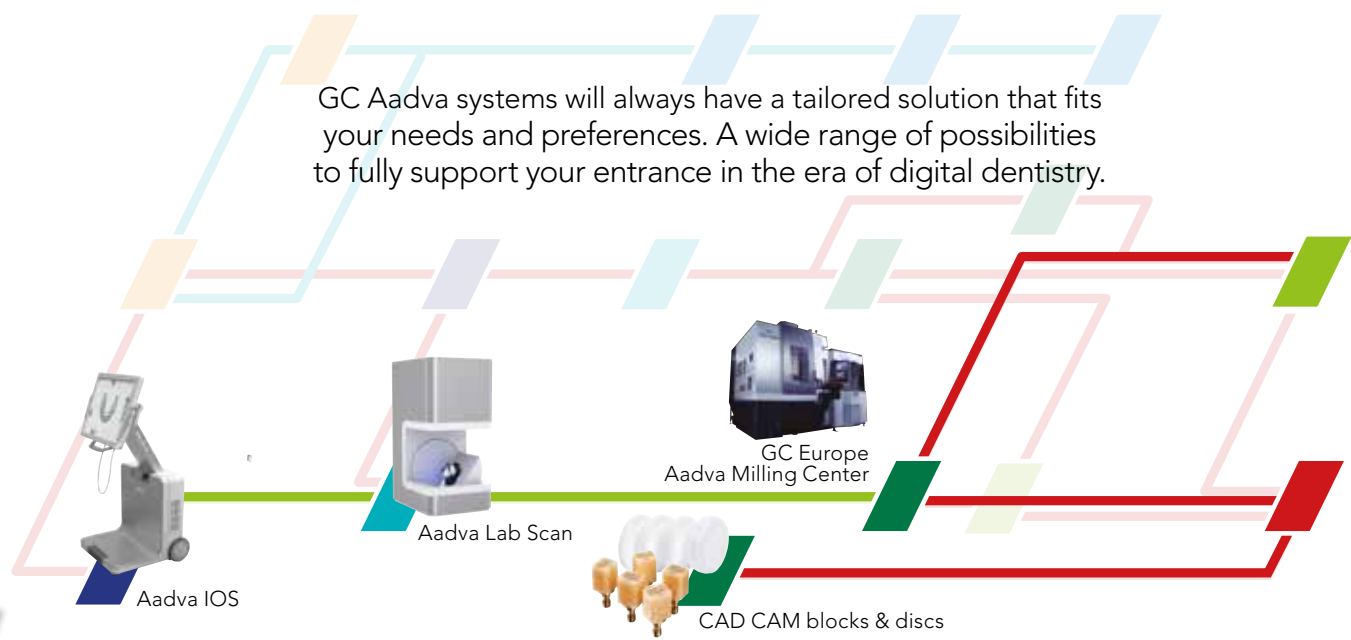 GC Aadva systems will always have a tailored solution that fits
your needs and preferences. A wide range of possibilities
to fully support your entrance in the era of digital dentistry.
GC Europe
Aadva Milling Center
Aadva Lab Scan
Aadva IOS
CAD CAM blocks & discs